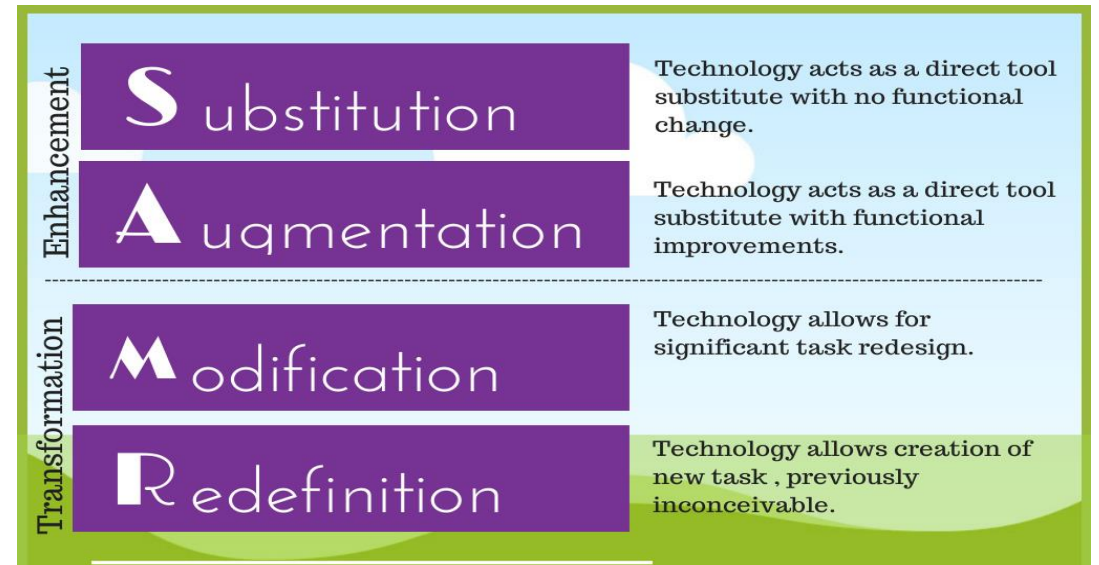 Enhancement
Substitution
Technology acts as a direct tool
substitute with no functional
change.
Augmentation
Technology acts as a direct tool
substitute with functional
improvements.
Transformation
Modification
Technology allows for
significant task redesign.
Redefinition
Technology allows creation of
new task , previously
inconceivable.